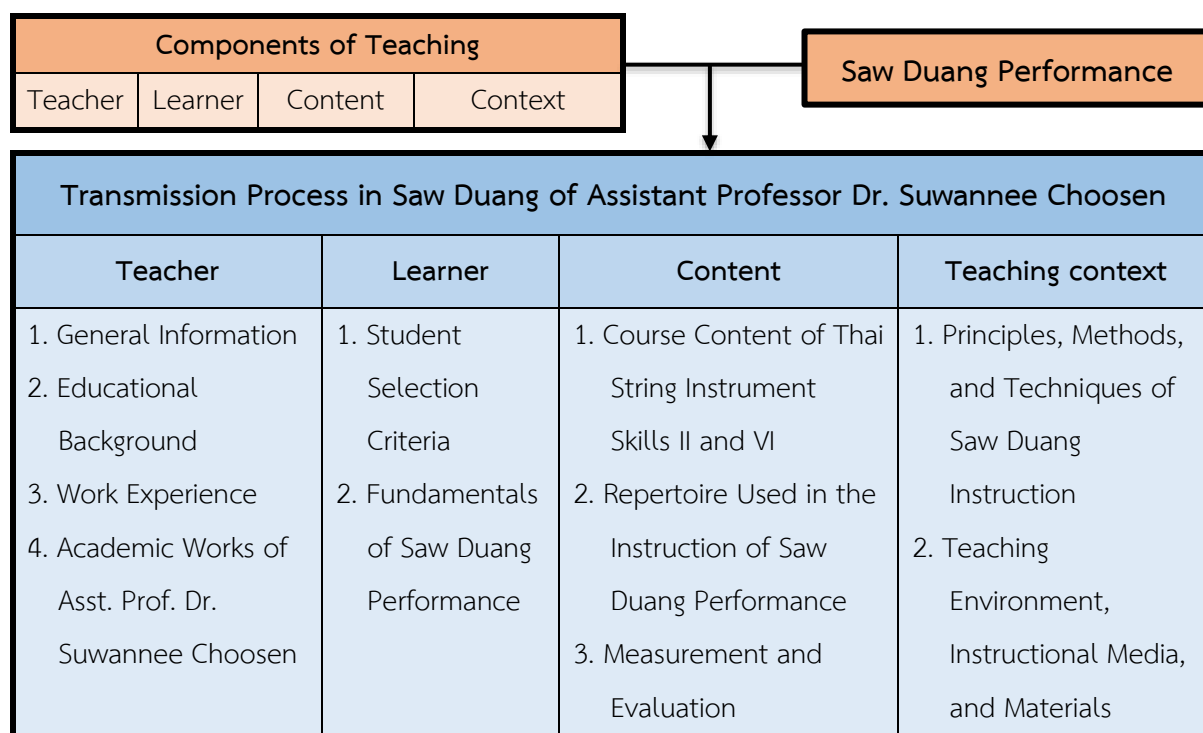 Components of Teaching
Teacher Learner Content Context
Saw Duang Performance
Transmission Process in Saw Duang of Assistant Professor Dr. Suwannee Choosen
Teacher
1. General Information
2. Educational
Background
3. Work Experience
4. Academic Works of
Asst. Prof. Dr.
Suwannee Choosen
Learner
1. Student
Selection
Criteria
2. Fundamentals
of Saw Duang
Performance
Content
1. Course Content of Thai
String Instrument
Skills II and VI
2. Repertoire Used in the
Instruction of Saw
Duang Performance
3. Measurement and
Evaluation
Teaching context
1. Principles, Methods,
and Techniques of
Saw Duang
Instruction
2. Teaching
Environment,
Instructional Media,
and Materials